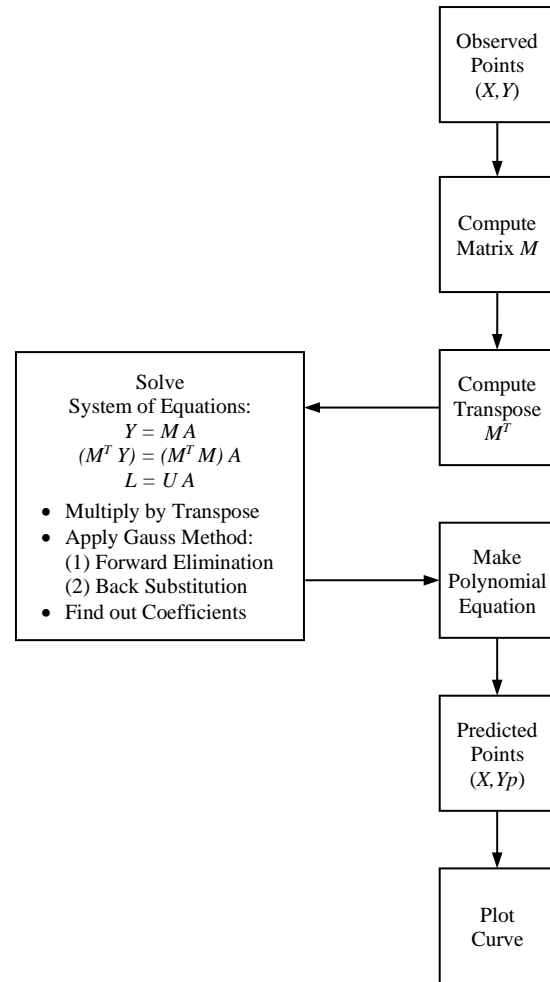 Observed
Points
(X,Y)
Compute
Matrix M
Compute
Transpose
M^T
Solve
System of Equations:
Y = M A
(M^T Y) = (M^T M) A
L = U A
• Multiply by Transpose
• Apply Gauss Method:
(1) Forward Elimination
(2) Back Substitution
• Find out Coefficients
Make
Polynomial
Equation
Predicted
Points
(X,Yp)
Plot
Curve